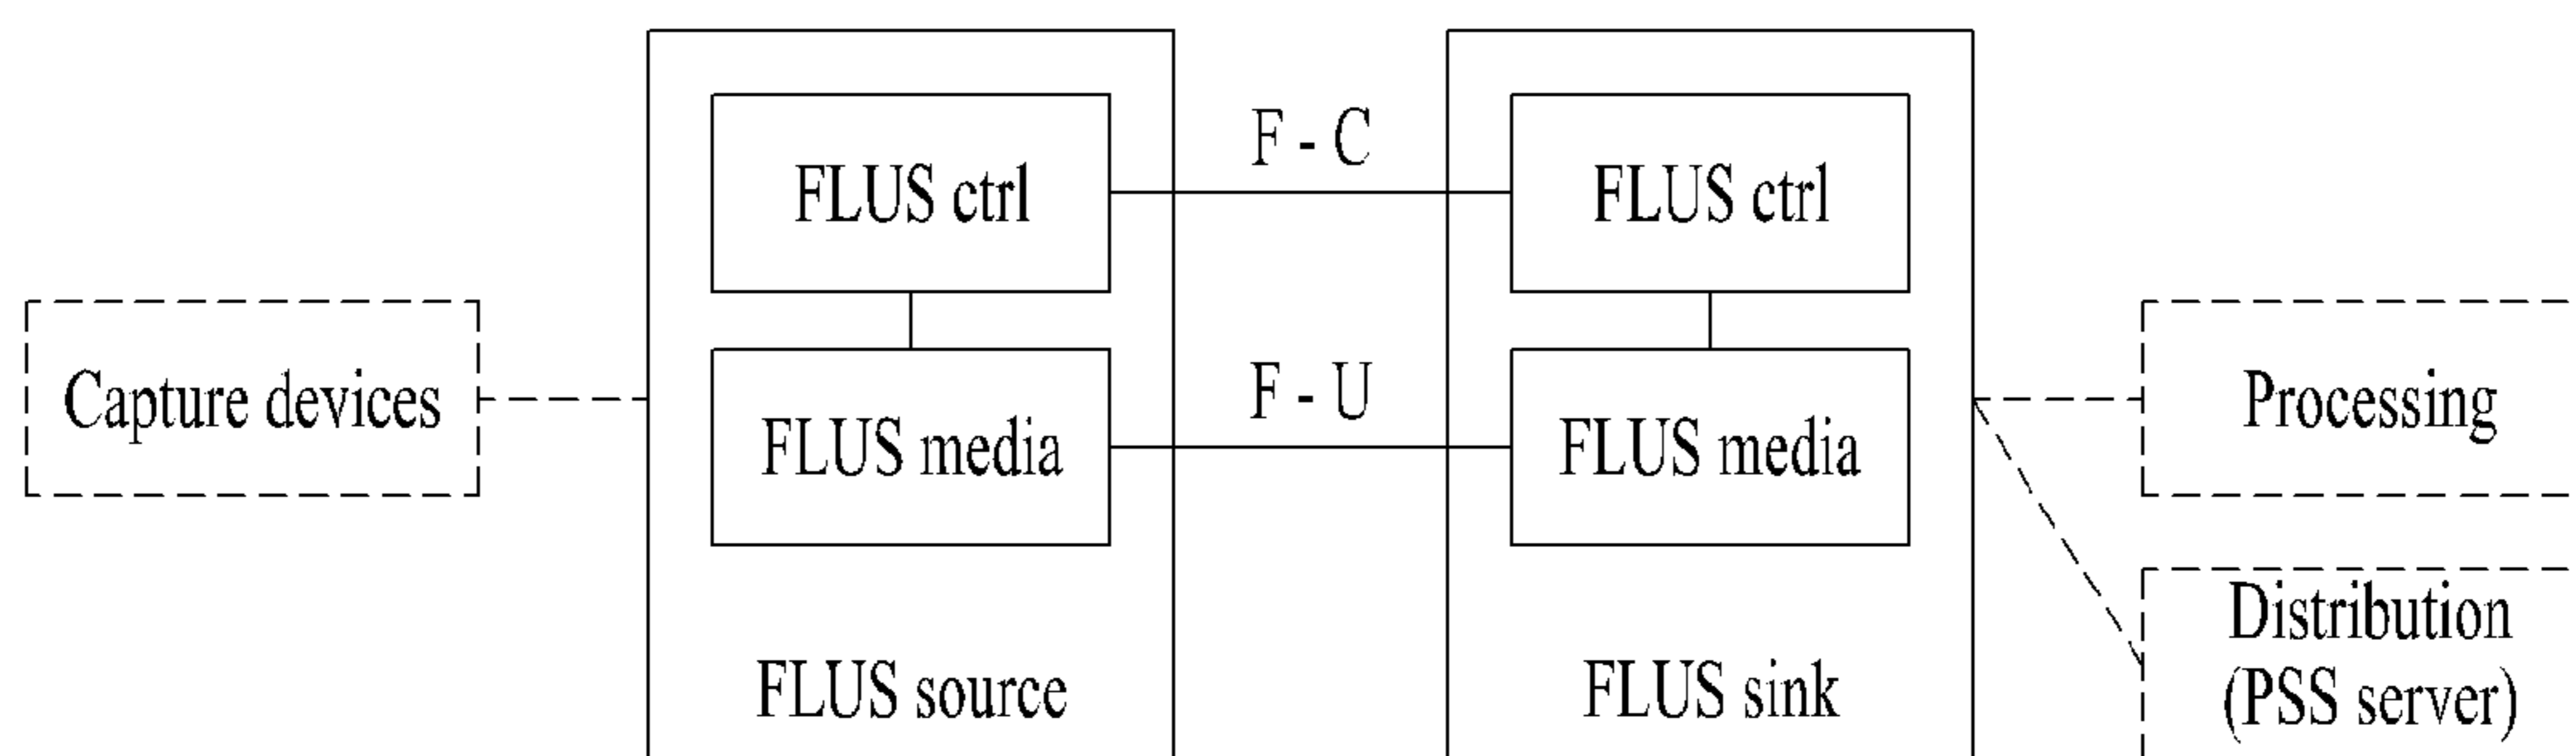 F - C
FLUS ctrl
FLUS ctrl
Capture devices
F - U
Processing
FLUS media
FLUS media
Distribution
(PSS server)
FLUS source
FLUS sink